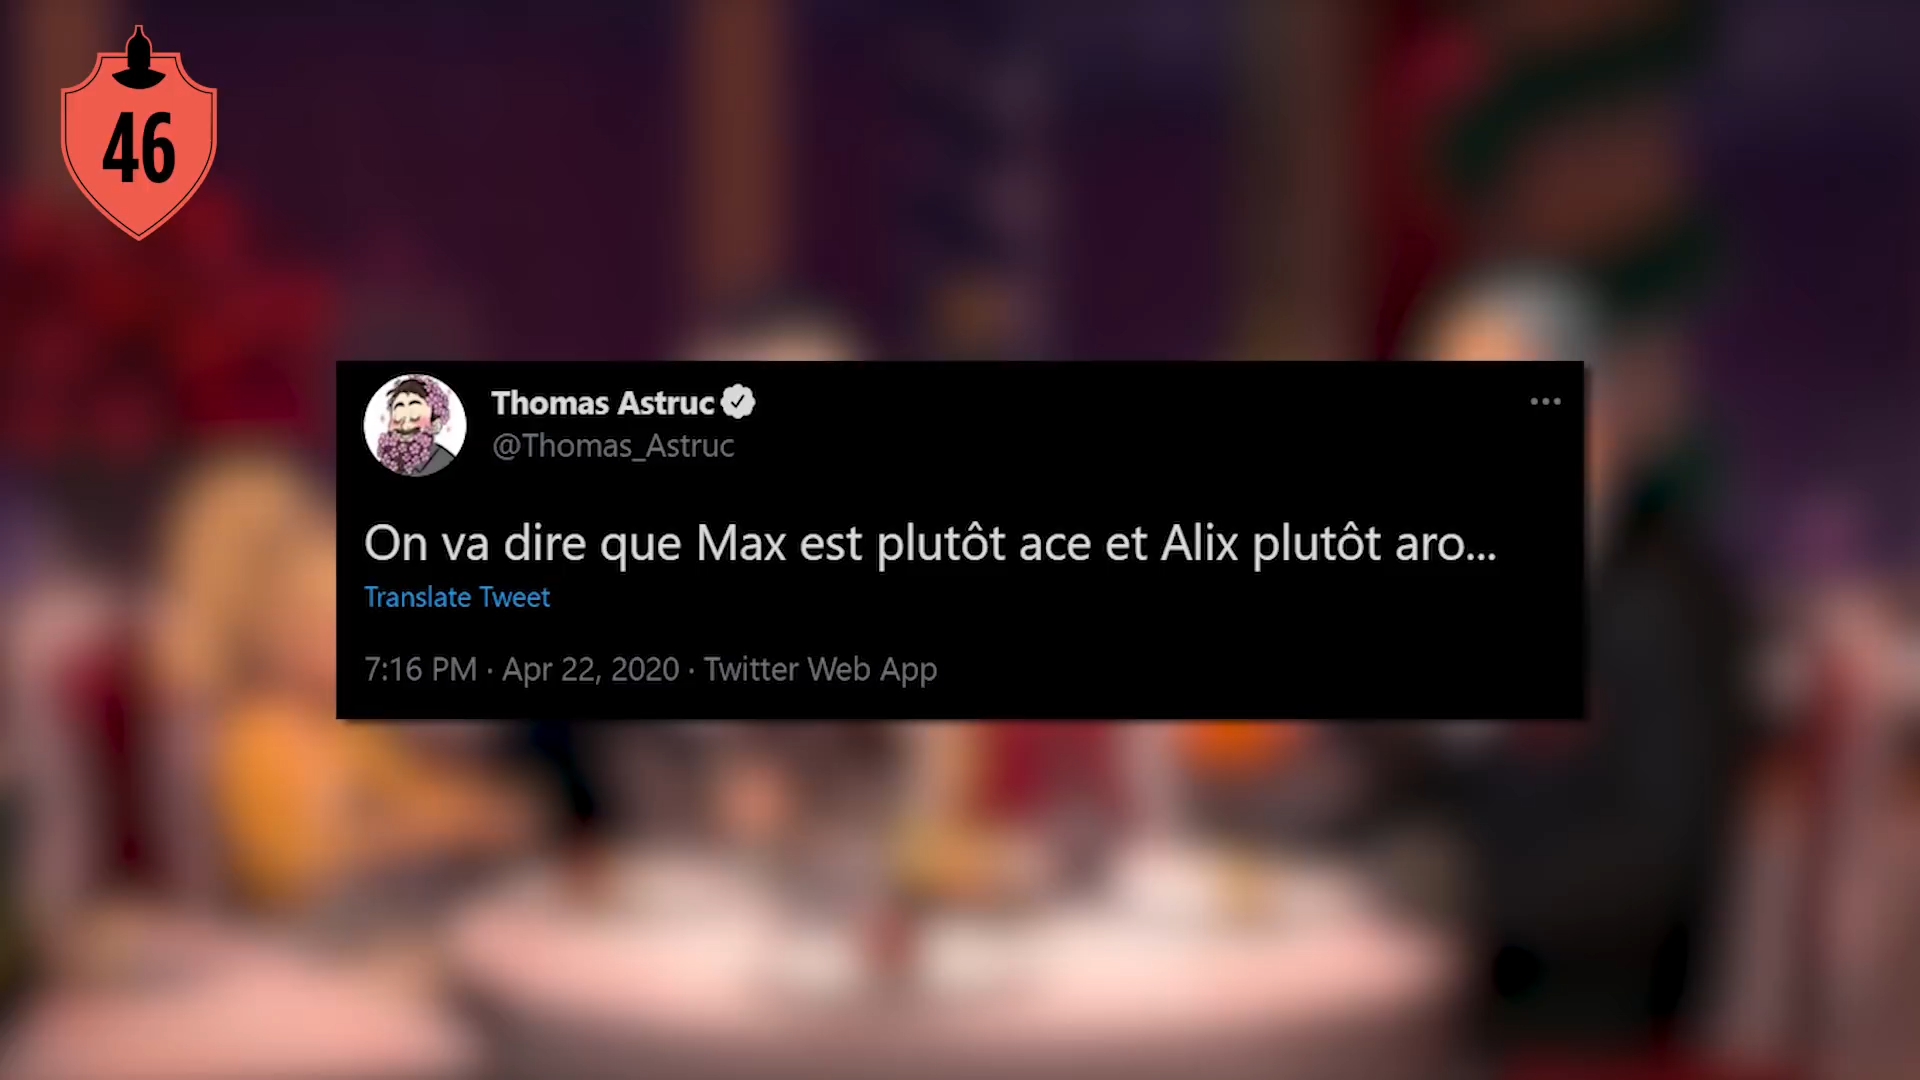 46
Thomas Astruc
@Thomas_Astruc
On va dire que Max est plutôt ace et Alix plutôt aro...
Translate Tweet
7:16 PM · Apr 22, 2020 · Twitter Web App